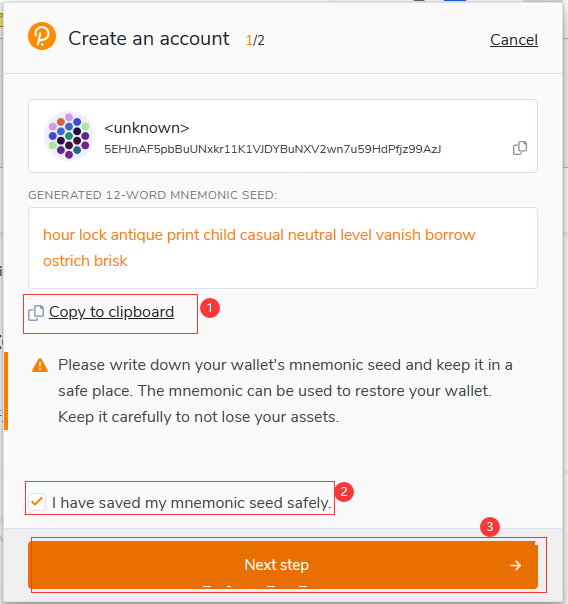 Create an account 1/2 Cancel
<unknown>
5EHJnAF5pbBuUNxkr11K1VJDYBuNXV2wn7u59HdPfjz99AzJ
GENERATED 12-WORD MNEMONIC SEED:
hour lock antique print child casual neutral level vanish borrow
ostrich brisk
Copy to clipboard 1
Please write down your wallet's mnemonic seed and keep it in a
safe place. The mnemonic can be used to restore your wallet.
Keep it carefully to not lose your assets.
I have saved my mnemonic seed safely. 2
3
Next step